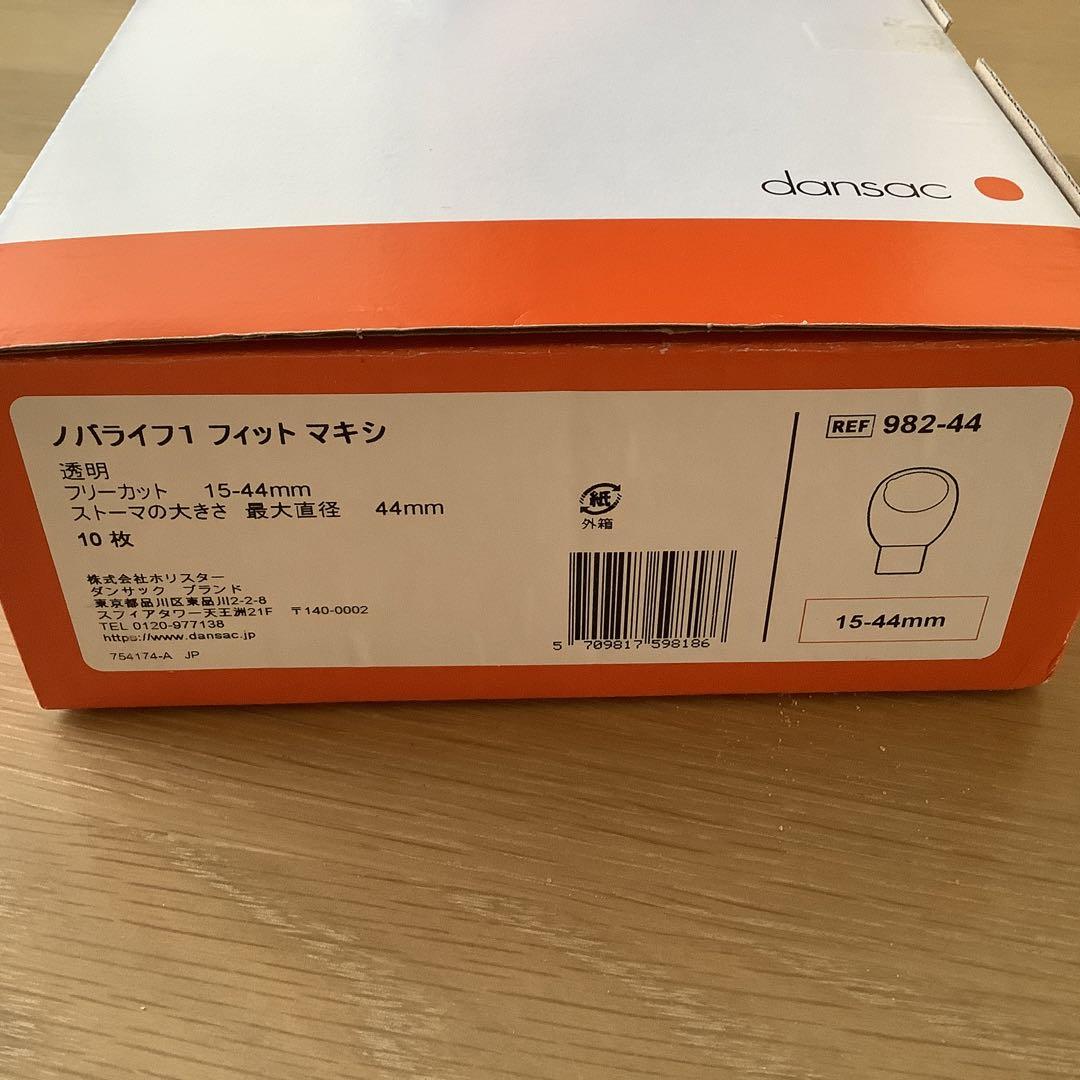 dansac
ノバライフ1 フィット マキシ
透明
フリーカット 15-44mm
ストーマの大きさ 最大直径 44mm
10 枚
株式会社ホリスター
ダンサック ブランド
東京都品川区東品川2-2-8
スフィアタワー天王洲21F 〒140-0002
TEL 0120-977138
https://www.dansac.jp
754174-A JP
紙
外箱
5 709817 598186
REF 982-44
15-44mm